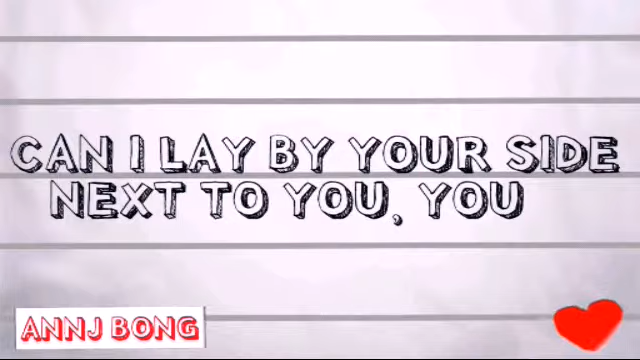 CAN I LAY BY YOUR SIDE
NEXT TO YOU, YOU
ANNJ BONG